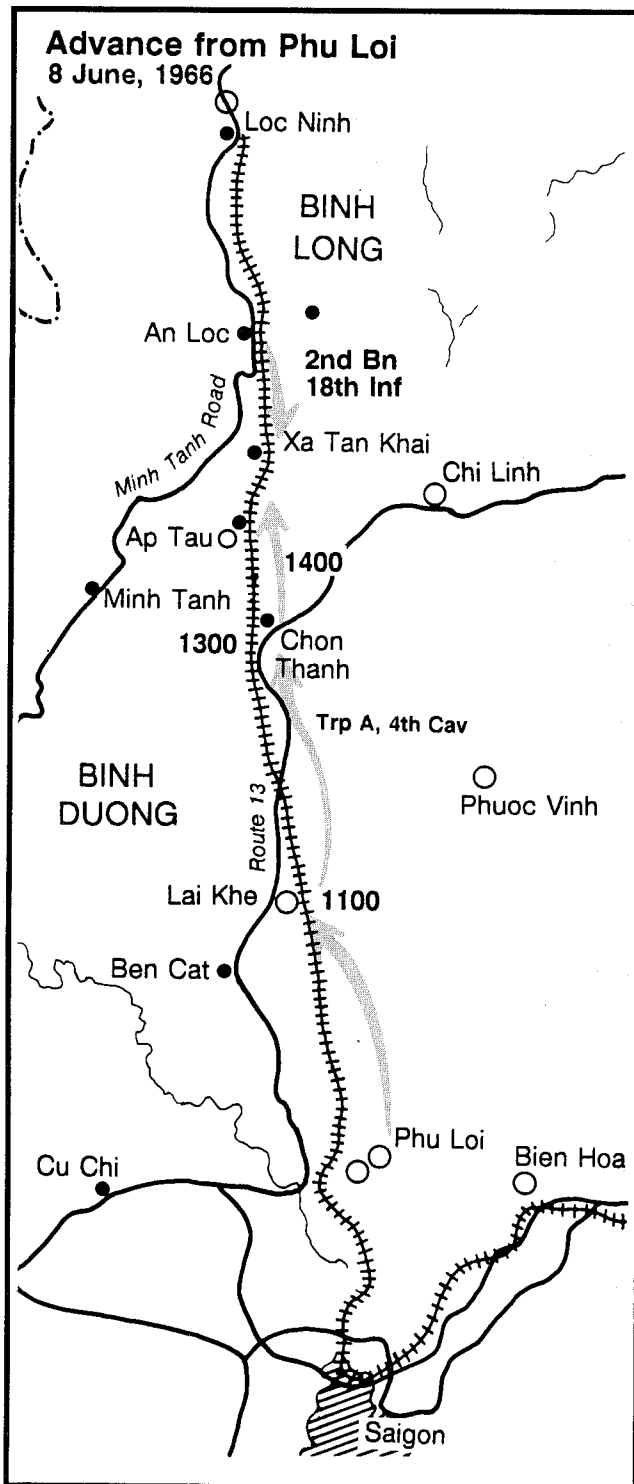 Advance from Phu Loi
8 June, 1966
Loc Ninh
BINH
LONG
An Loc
2nd Bn
18th Inf
Minh Tanh Road
Xa Tan Khai
Chi Linh
Ap Tau
1400
Minh Tanh
1300
Chon
Thanh
Trp A, 4th Cav
BINH
DUONG
Route 13
Phuoc Vinh
Lai Khe
1100
Ben Cat
Phu Loi
Bien Hoa
Cu Chi
Saigon